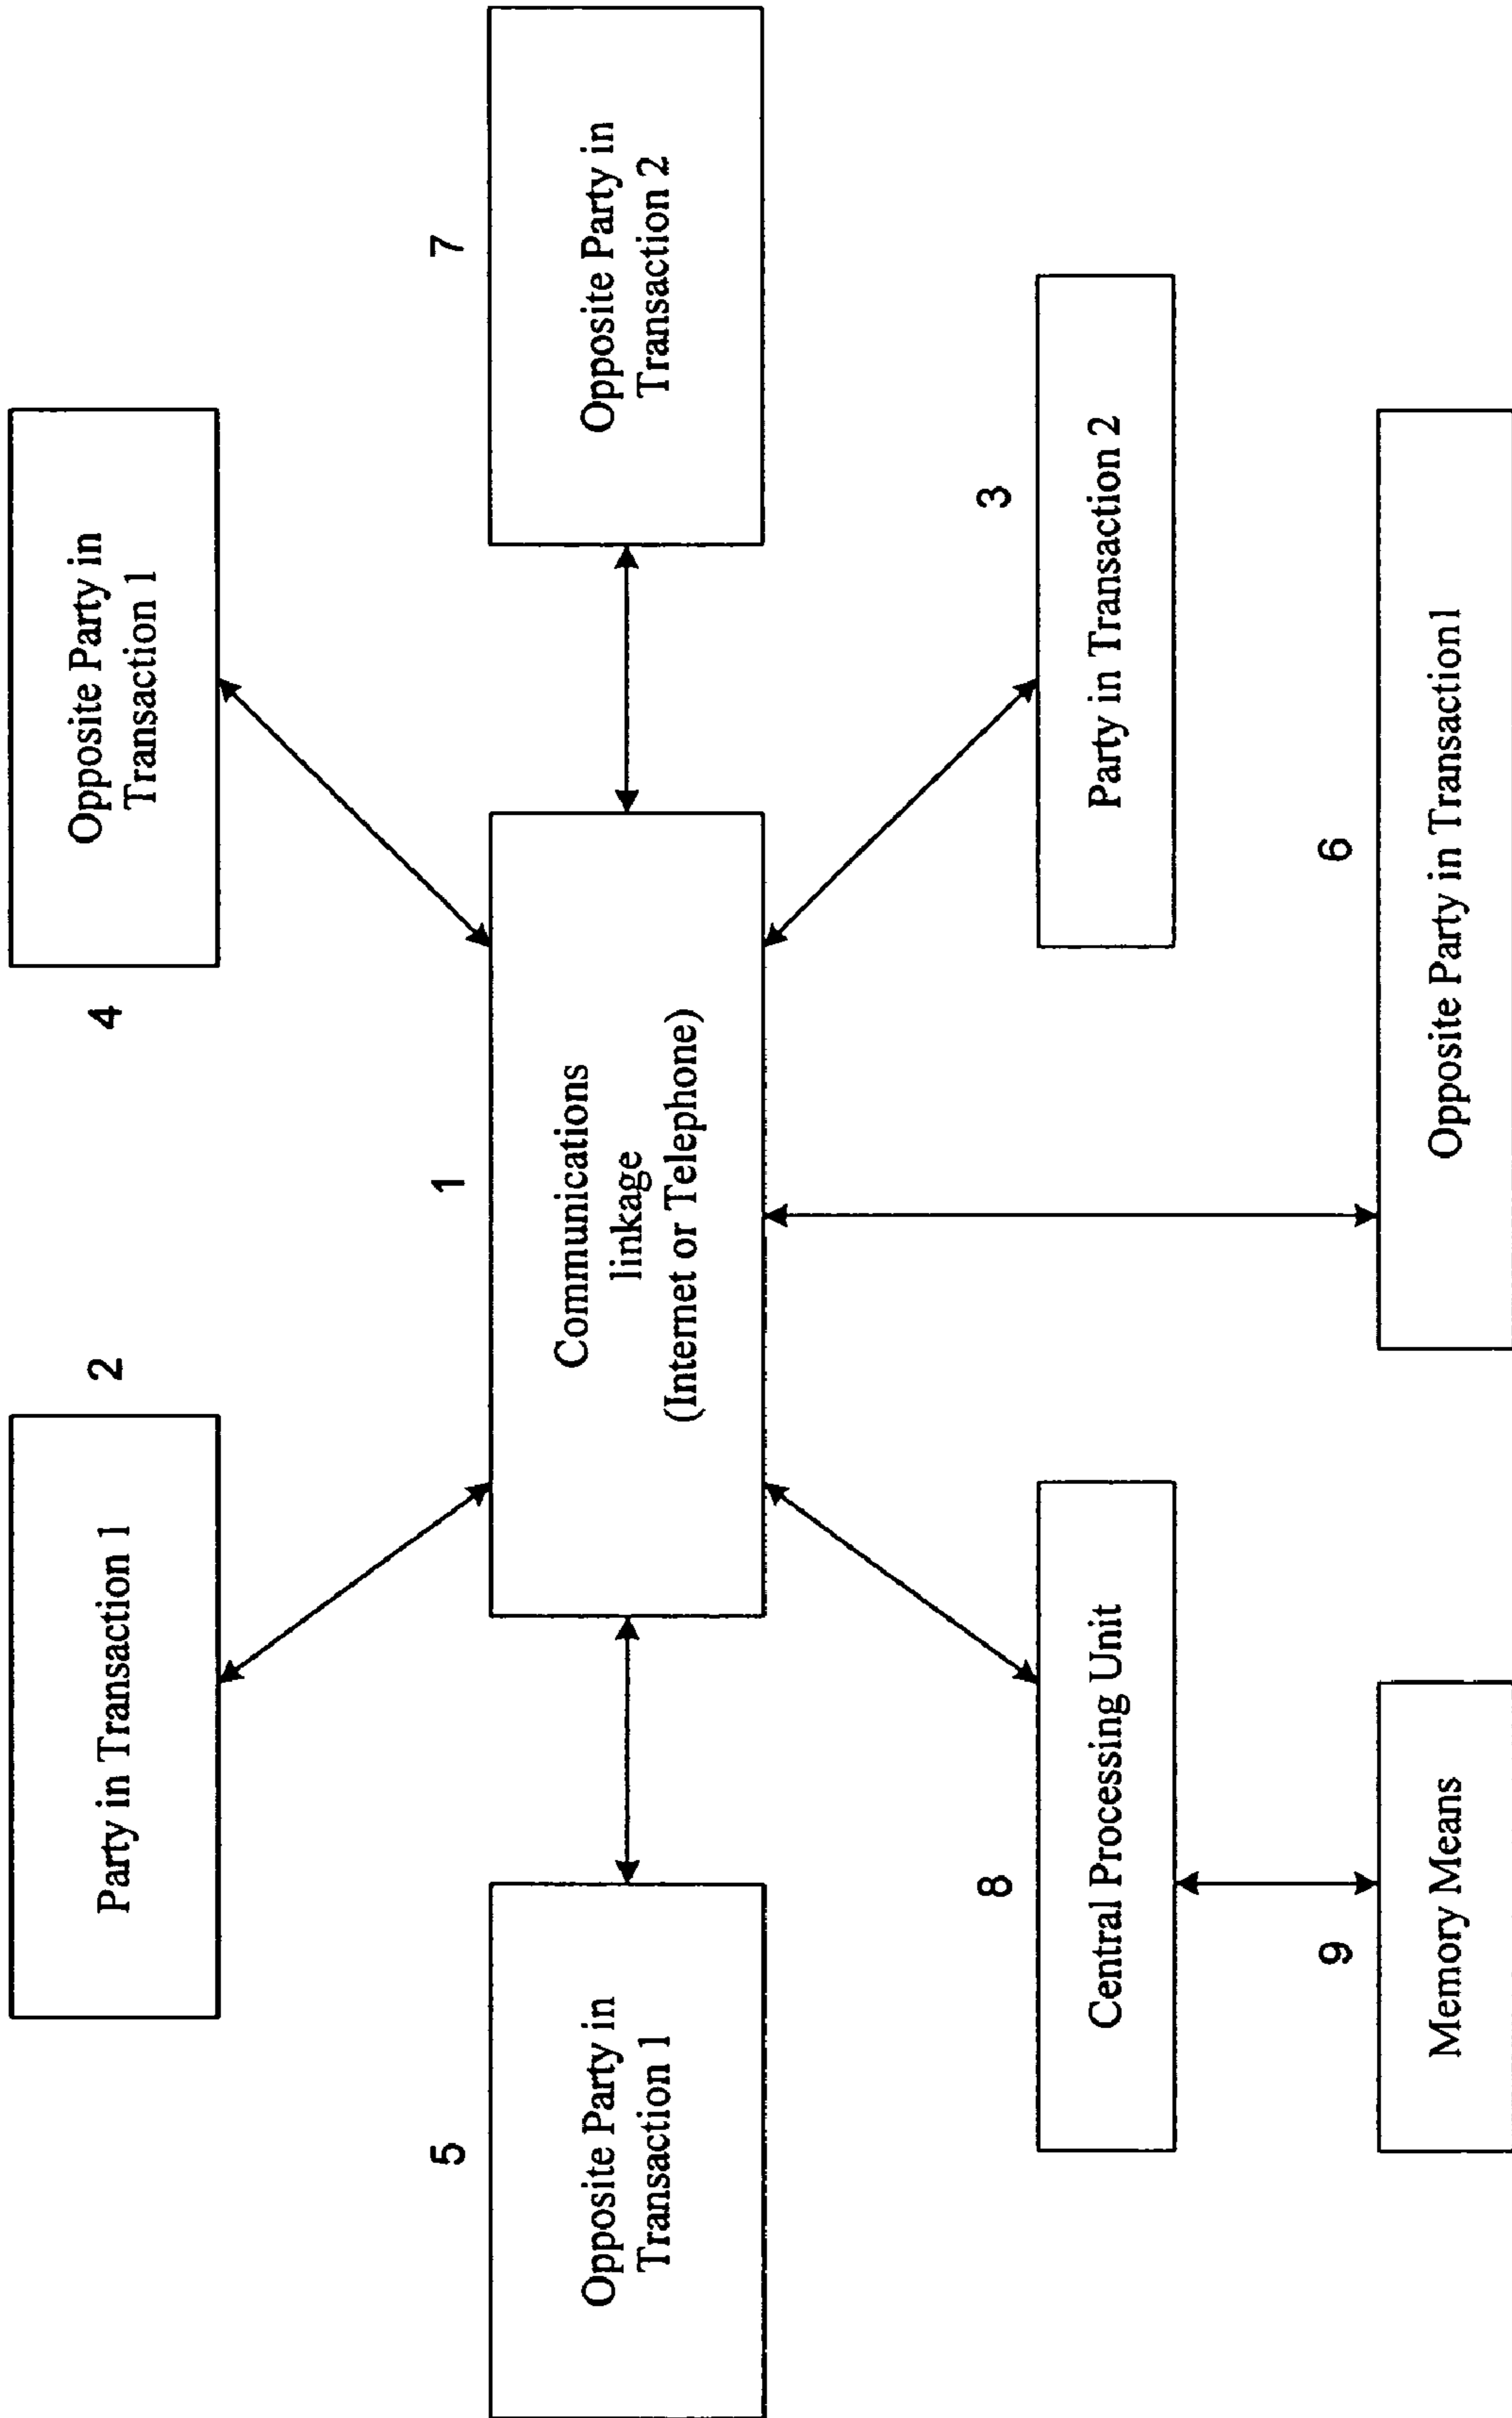 2
Party in Transaction 1
4
Opposite Party in
Transaction 1
5
Opposite Party in
Transaction 1
1
Communications
linkage
(Internet or Telephone)
7
Opposite Party in
Transaction 2
8
Central Processing Unit
3
Party in Transaction 2
9
Memory Means
6
Opposite Party in Transaction1